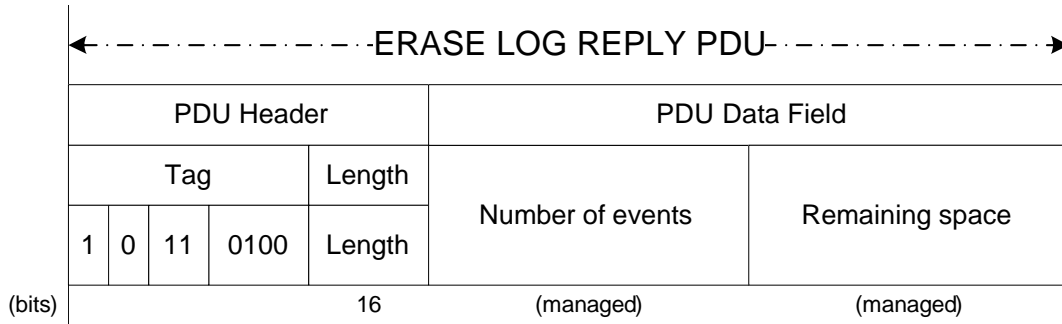 ERASE LOG REPLY PDU
PDU Header PDU Data Field
Tag Length
Number of events Remaining space
1 0 11 0100 Length
(bits) 16 (managed) (managed)